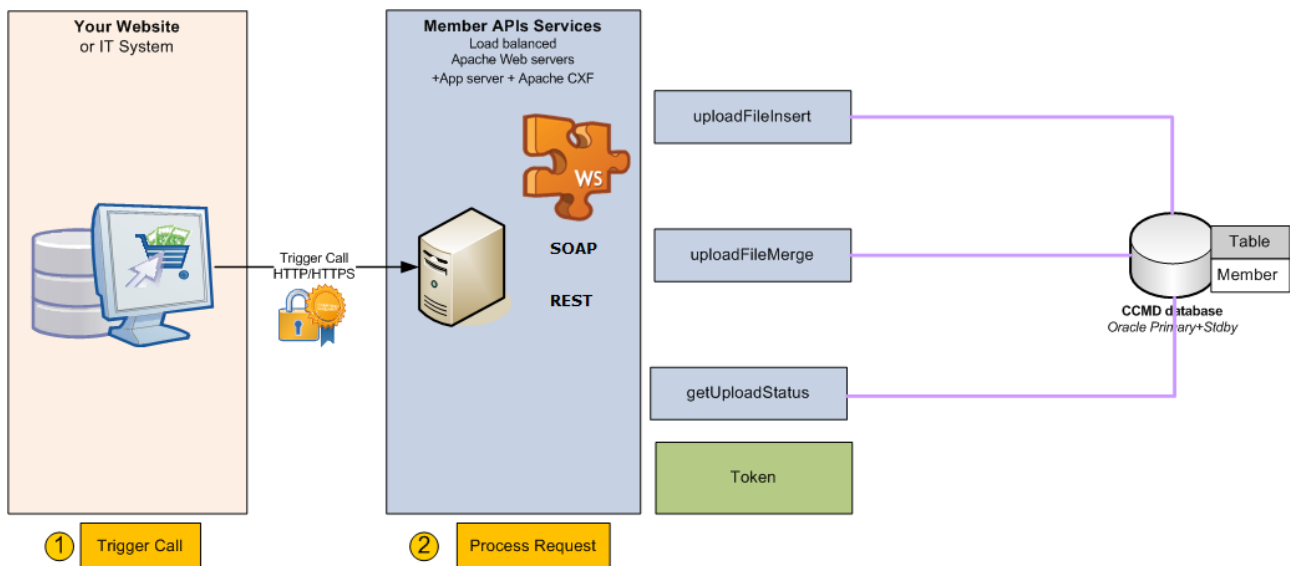 Your Website
or IT System
Member APIs Services
Load balanced
Apache Web servers
+App server + Apache CXF
WS
SOAP
REST
Trigger Call
HTTP/HTTPS
uploadFileInsert
uploadFileMerge
getUploadStatus
Token
Table
Member
CCMD database
Oracle Primary+Stdby
1 Trigger Call
2 Process Request